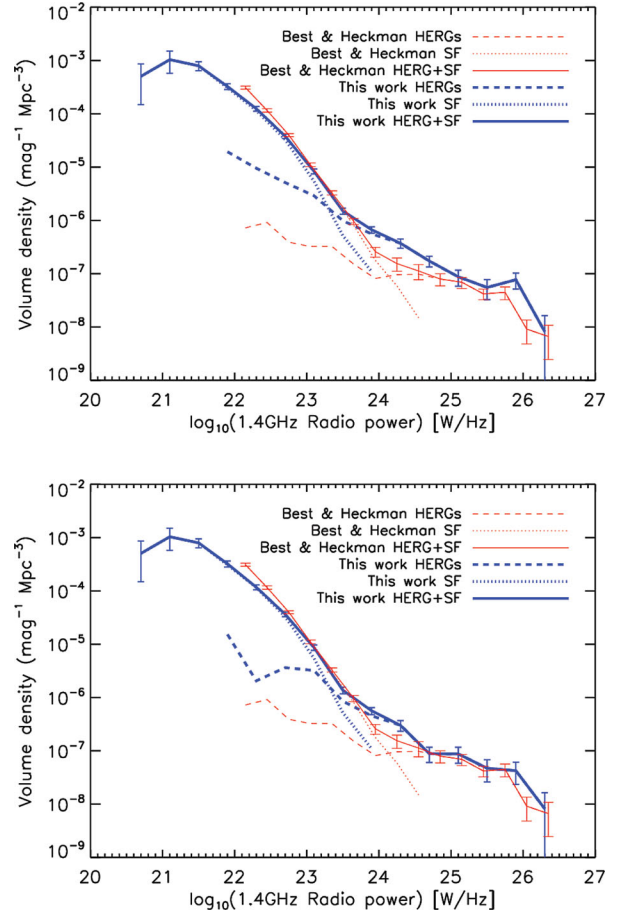 Best & Heckman HERGs
Best & Heckman SF
Best & Heckman HERG+SF
This work HERGs
This work SF
This work HERG+SF
Volume density (mag⁻¹ Mpc⁻³)
10⁻²
10⁻³
10⁻⁴
10⁻⁵
10⁻⁶
10⁻⁷
10⁻⁸
10⁻⁹
20 21 22 23 24 25 26 27
log₁₀(1.4GHz Radio power) [W/Hz]
Best & Heckman HERGs
Best & Heckman SF
Best & Heckman HERG+SF
This work HERGs
This work SF
This work HERG+SF
Volume density (mag⁻¹ Mpc⁻³)
10⁻²
10⁻³
10⁻⁴
10⁻⁵
10⁻⁶
10⁻⁷
10⁻⁸
10⁻⁹
20 21 22 23 24 25 26 27
log₁₀(1.4GHz Radio power) [W/Hz]